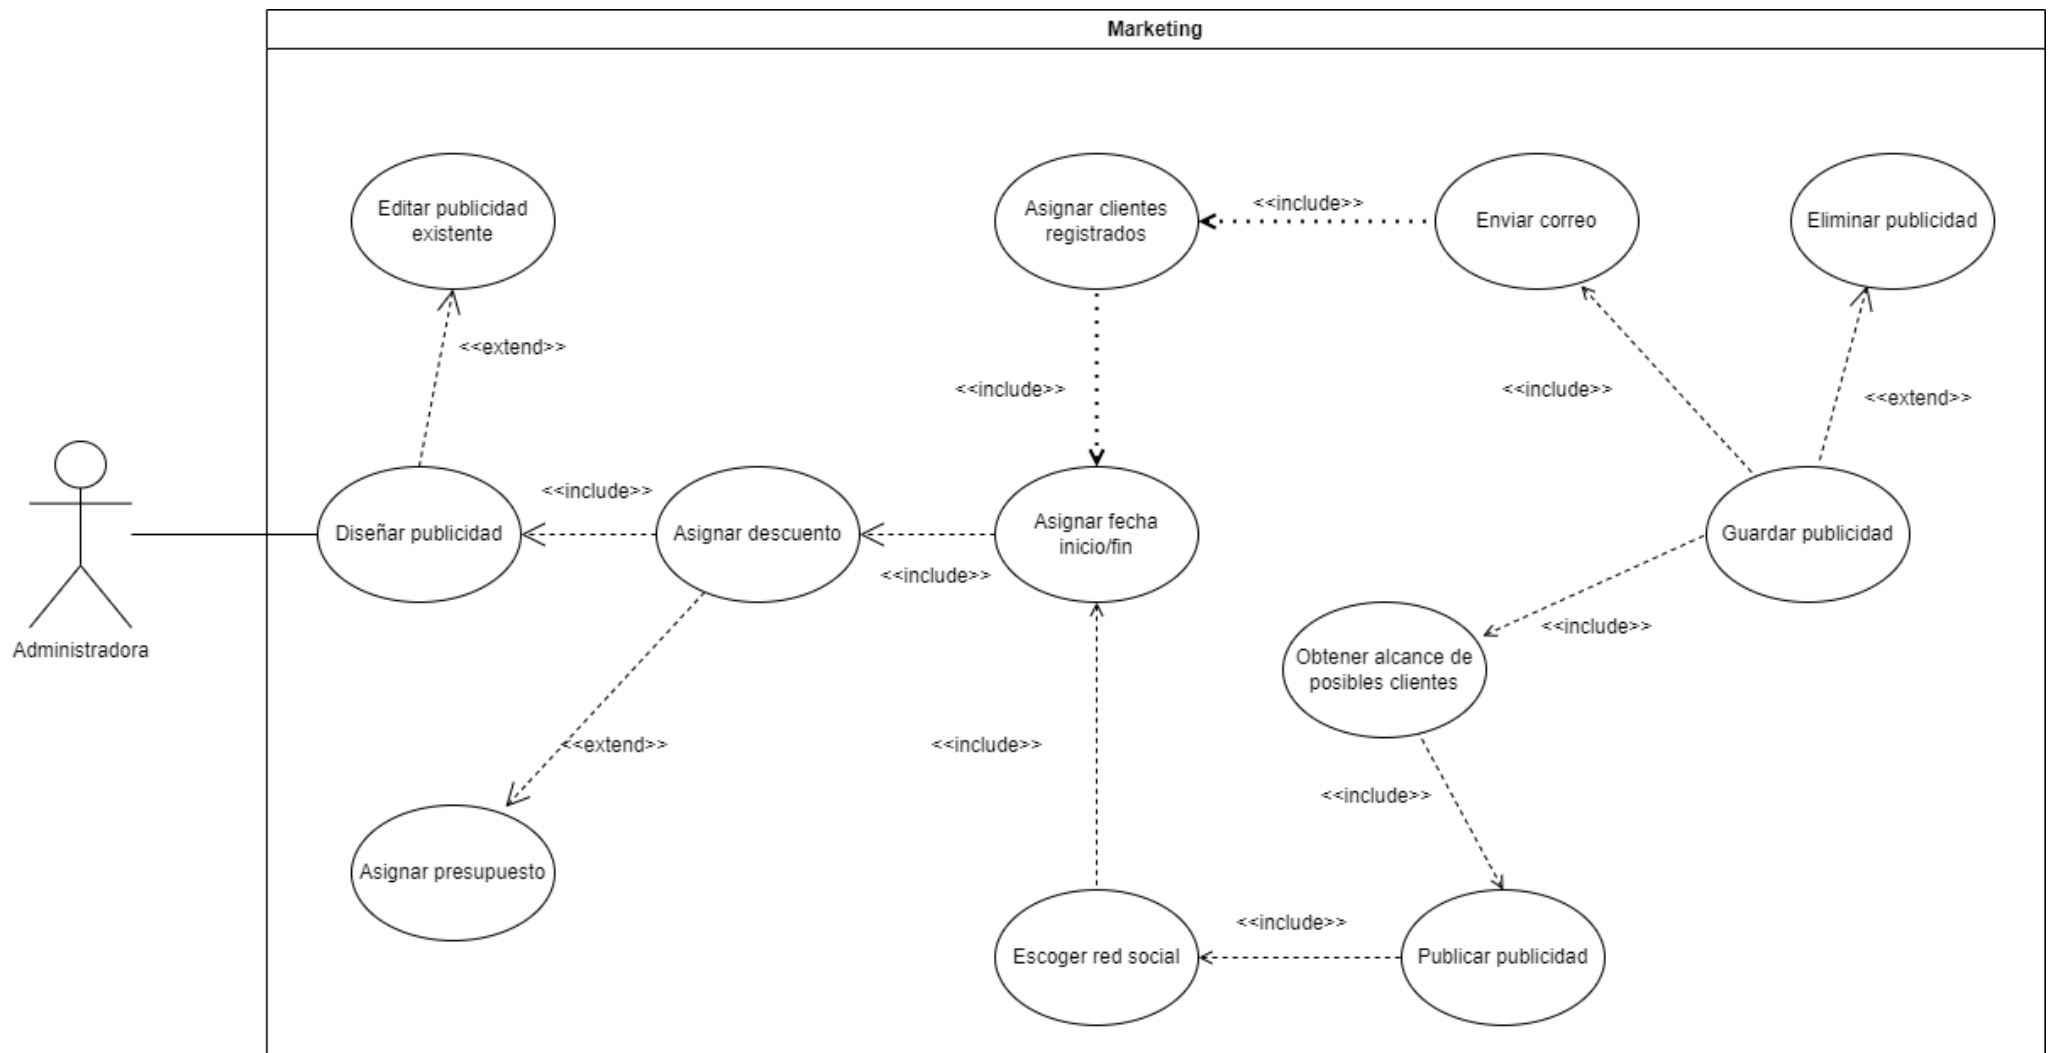 Marketing
Editar publicidad
existente
Asignar clientes
registrados
<<include>>
Enviar correo
Eliminar publicidad
<<extend>>
<<include>>
<<include>>
<<extend>>
Diseñar publicidad
<<include>>
Asignar descuento
<<include>>
Asignar fecha
inicio/fin
Guardar publicidad
Administradora
<<include>>
Obtener alcance de
posibles clientes
<<extend>>
<<include>>
<<include>>
Asignar presupuesto
Escoger red social
<<include>>
Publicar publicidad